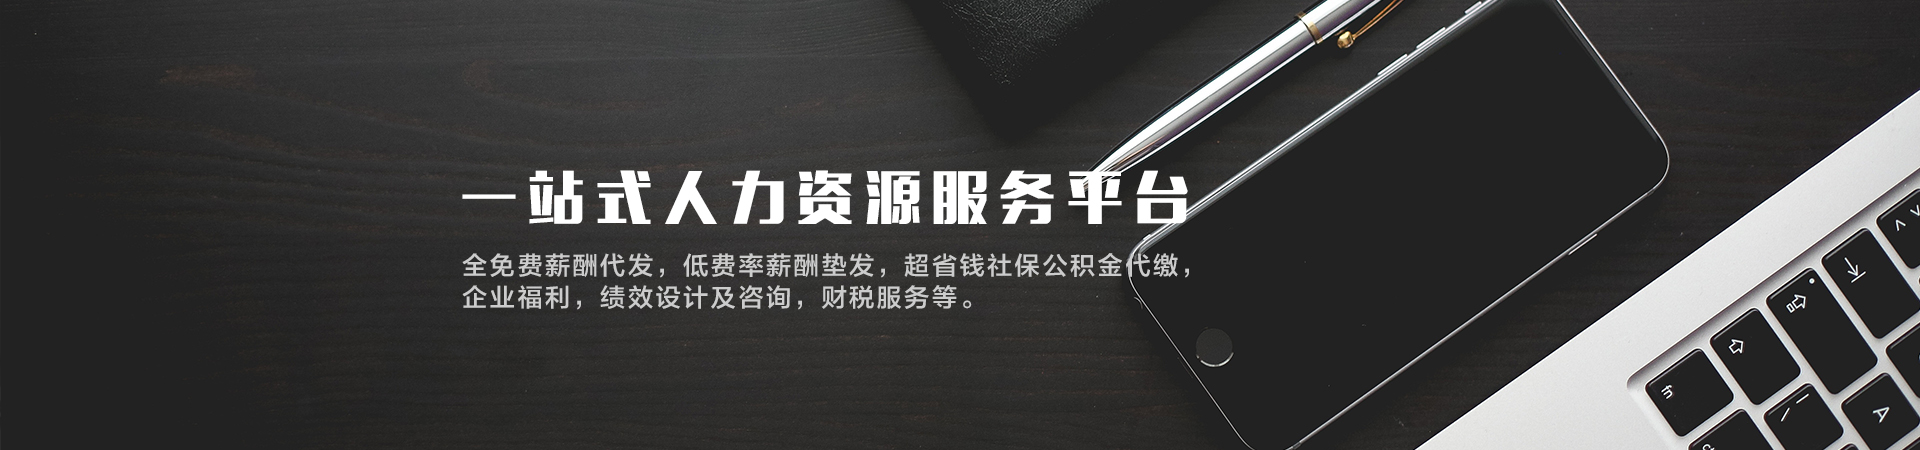 一站式人力资源服务平台
全免费薪酬代发，低费率薪酬垫发，超省钱社保公积金代缴，
企业福利，绩效设计及咨询，财税服务等。
fn
A